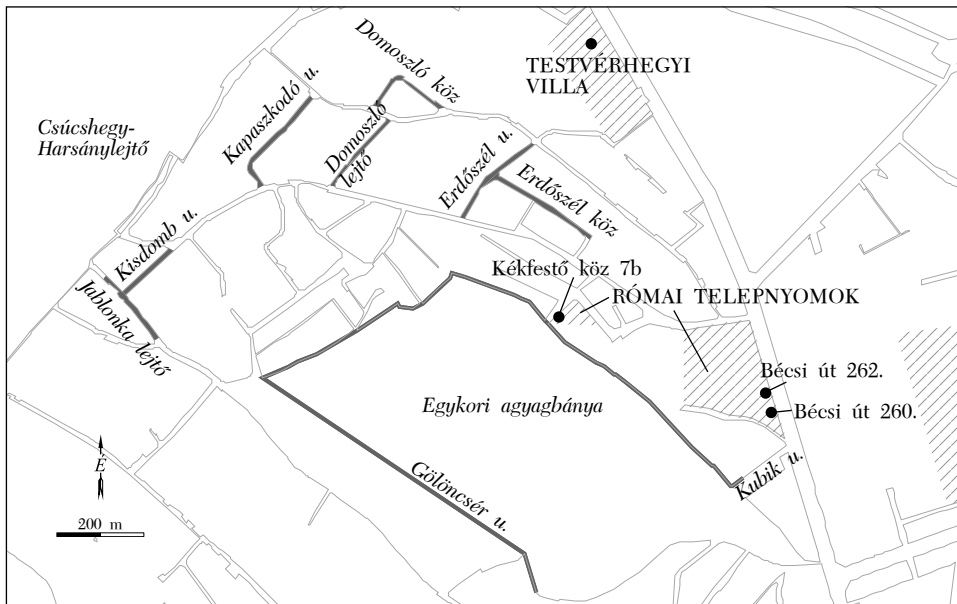 Domoszló köz
TESTVÉRHEGYI
VILLA
Kapaszkodó u.
Csúcshegy-
Harsánylejtő
Domoszló
lejtő
Erdőszél u.
Erdőszél köz
Kisdomb u.
Jablonka lejtő
Kékfestő köz 7b
RÓMAI TELEPNYOMOK
Bécsi út 262.
Egykori agyagbánya
Bécsi út 260.
Kubik u.
Gölöncsér u.
É
200 m